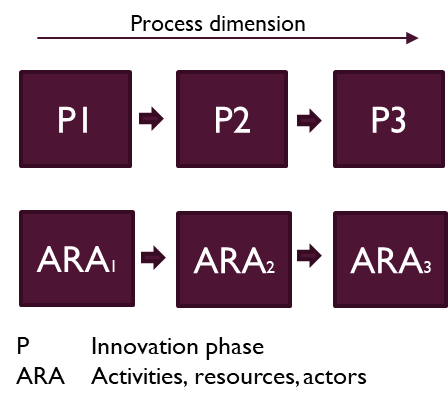 Process dimension
P1 P2 P3
ARA1 ARA2 ARA3
P Innovation phase
ARA Activities, resources, actors